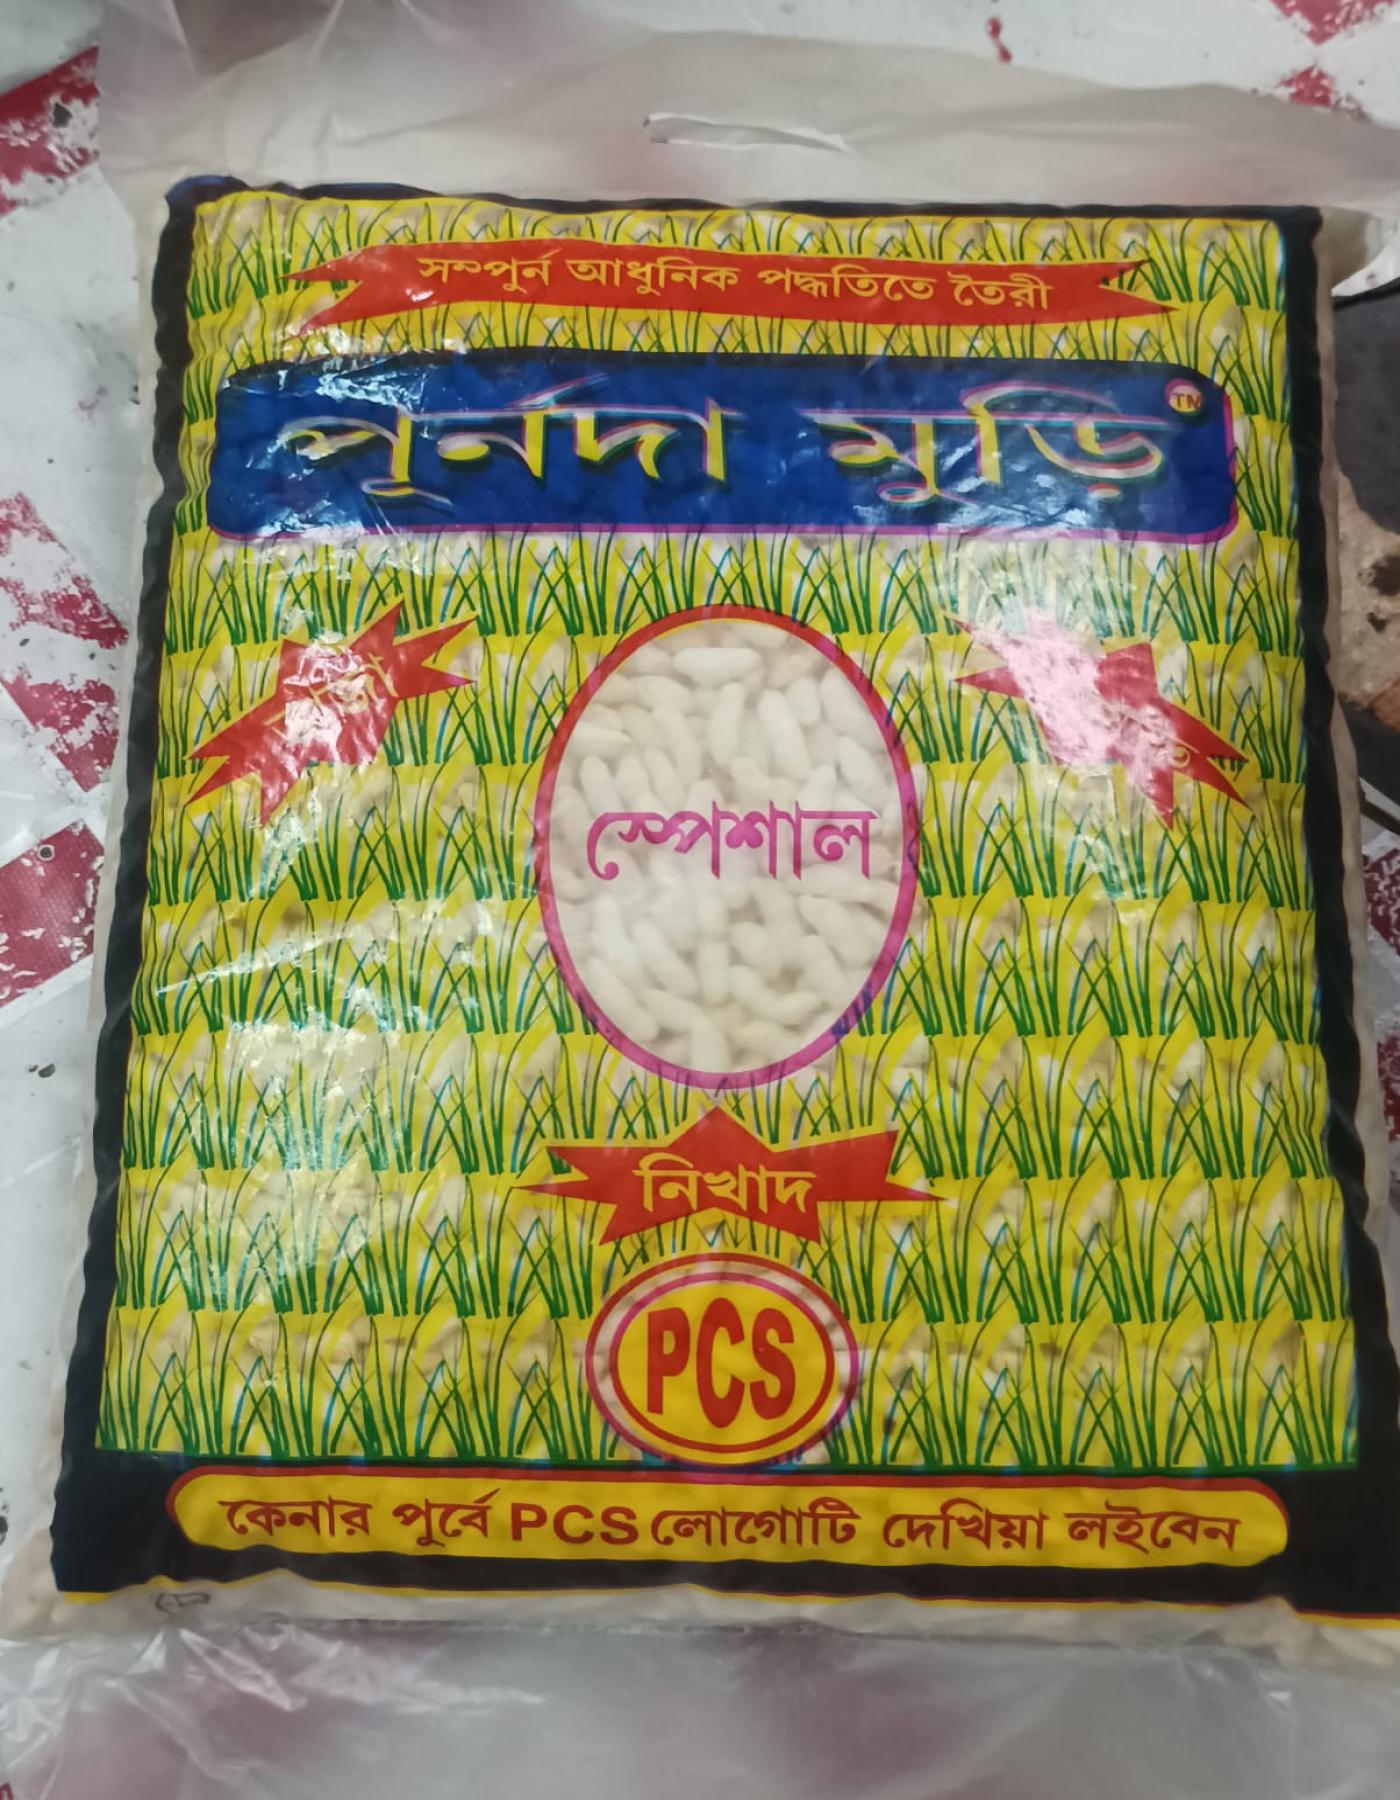 সম্পুর্ন আধুনিক পদ্ধতিতে তৈরী
পূর্নদা মুড়ি TM
স্পেশাল
নিখাদ
PCS
কেনার পুর্বে PCS লোগোটি দেখিয়া লইবেন